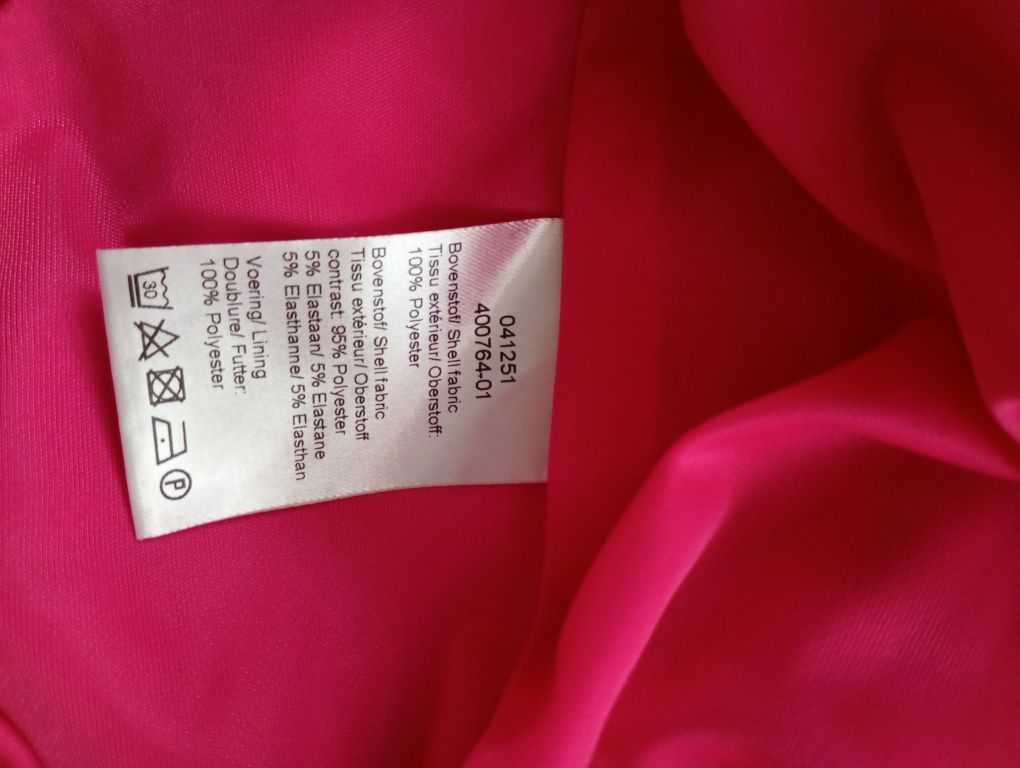 041251
400764-01
Bovenstof/ Shell fabric
Tissu extérieur/ Oberstoff:
100% Polyester
Bovenstof/ Shell fabric
Tissu extérieur/ Oberstoff
contrast: 95% Polyester
5% Elastaan/ 5% Elastane
5% Elasthanne/ 5% Elasthan
Voering/ Lining
Doublure/ Futter:
100% Polyester
30
P